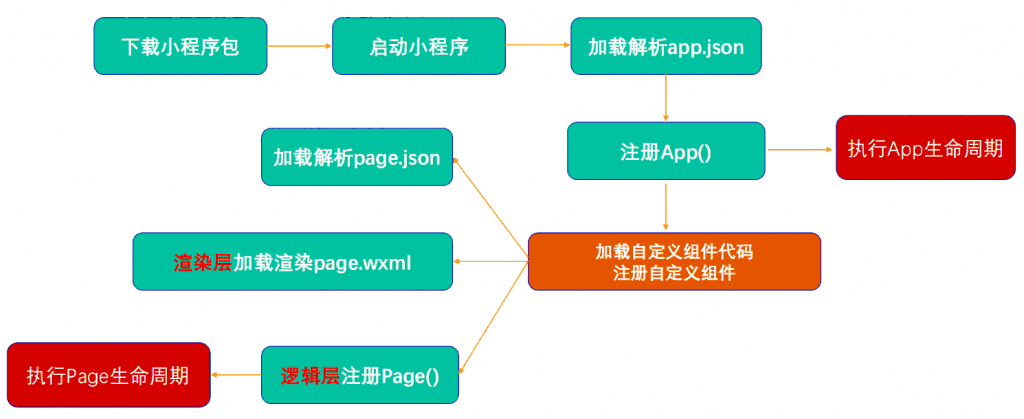 下载小程序包
启动小程序
加载解析app.json
注册App()
执行App生命周期
加载自定义组件代码
注册自定义组件
加载解析page.json
渲染层加载渲染page.wxml
逻辑层注册Page()
执行Page生命周期